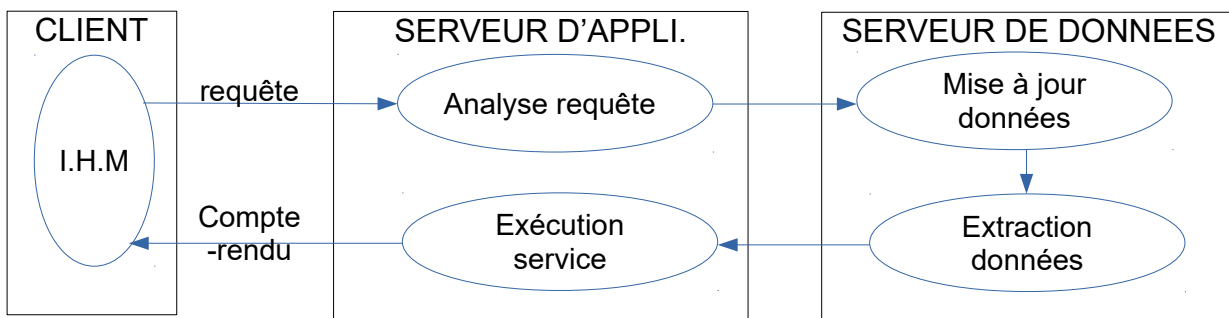 CLIENT
SERVEUR D'APPLI.
SERVEUR DE DONNEES
requête
Analyse requête
Mise à jour
données
I.H.M
Compte
-rendu
Exécution
service
Extraction
données